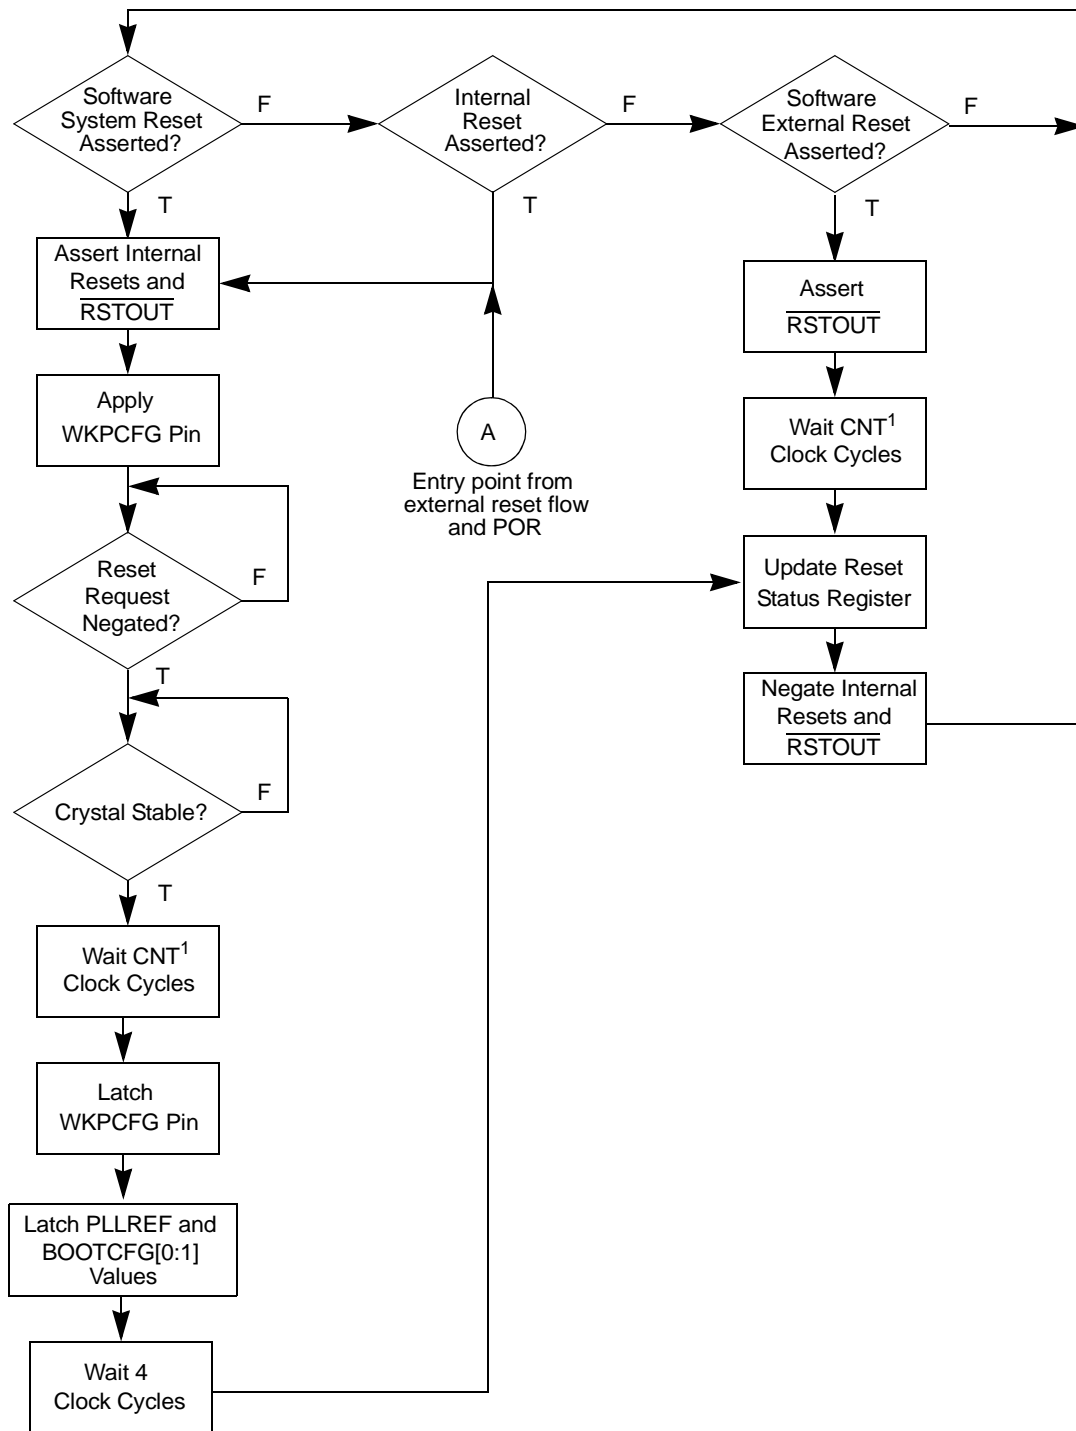 Software
System Reset
Asserted?
F
T
Internal
Reset
Asserted?
F
T
Software
External Reset
Asserted?
F
T
Assert Internal
Resets and
RSTOUT
Apply
WKPCFG Pin
Reset
Request
Negated?
F
T
Crystal Stable?
F
T
Wait CNT1
Clock Cycles
Latch
WKPCFG Pin
Latch PLLREF and
BOOTCFG[0:1]
Values
Wait 4
Clock Cycles
A
Entry point from
external reset flow
and POR
Assert
RSTOUT
Wait CNT1
Clock Cycles
Update Reset
Status Register
Negate Internal
Resets and
RSTOUT